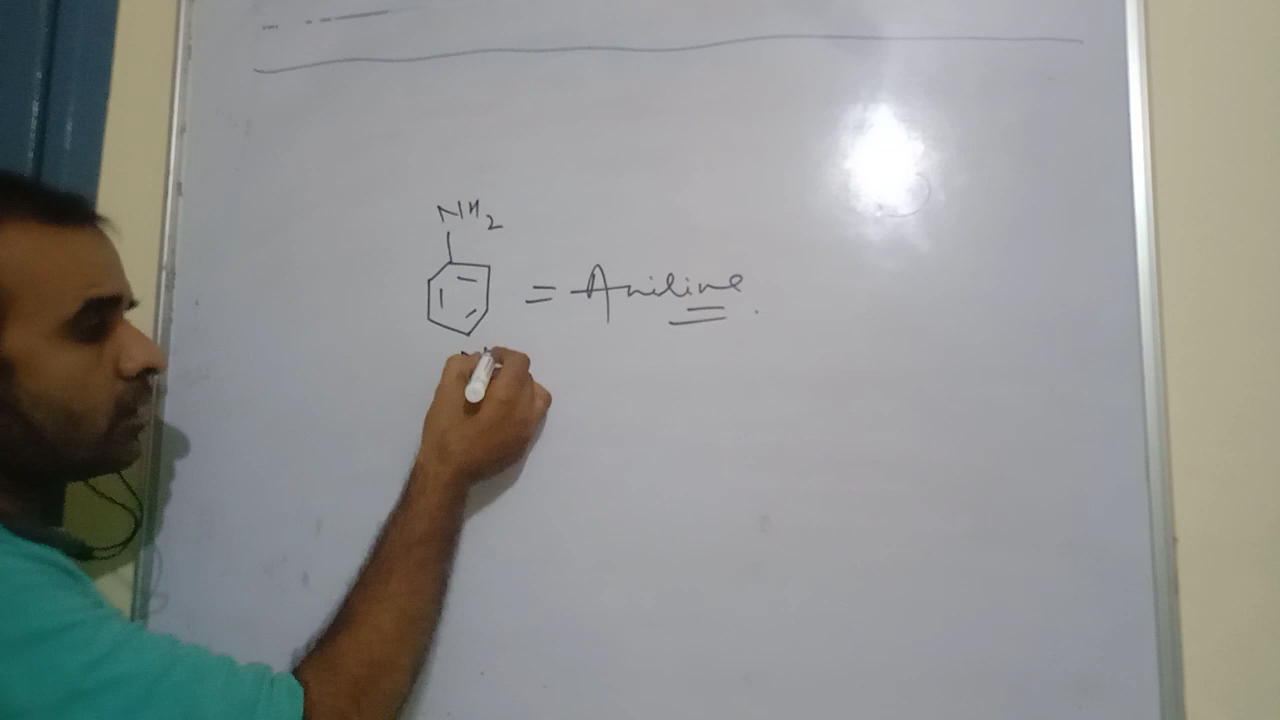 NH2
= Aniline.